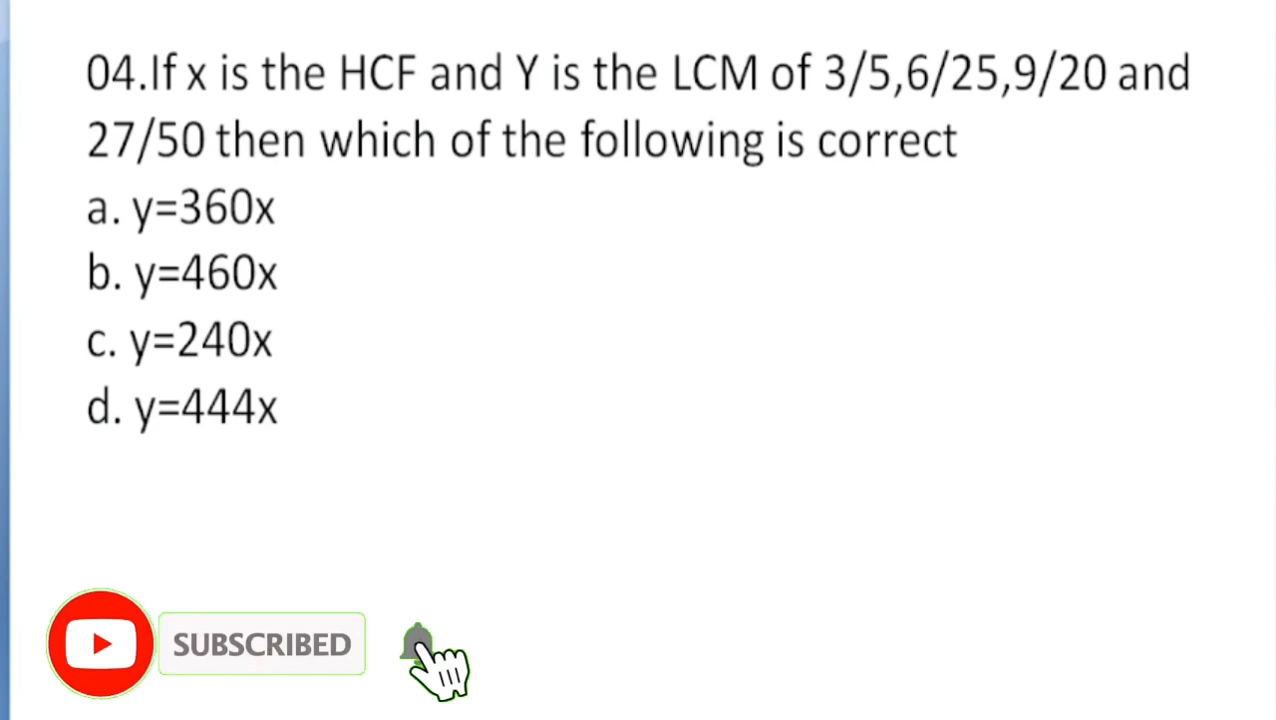 04.If x is the HCF and Y is the LCM of 3/5,6/25,9/20 and
27/50 then which of the following is correct
a. y=360x
b. y=460x
c. y=240x
d. y=444x
SUBSCRIBED